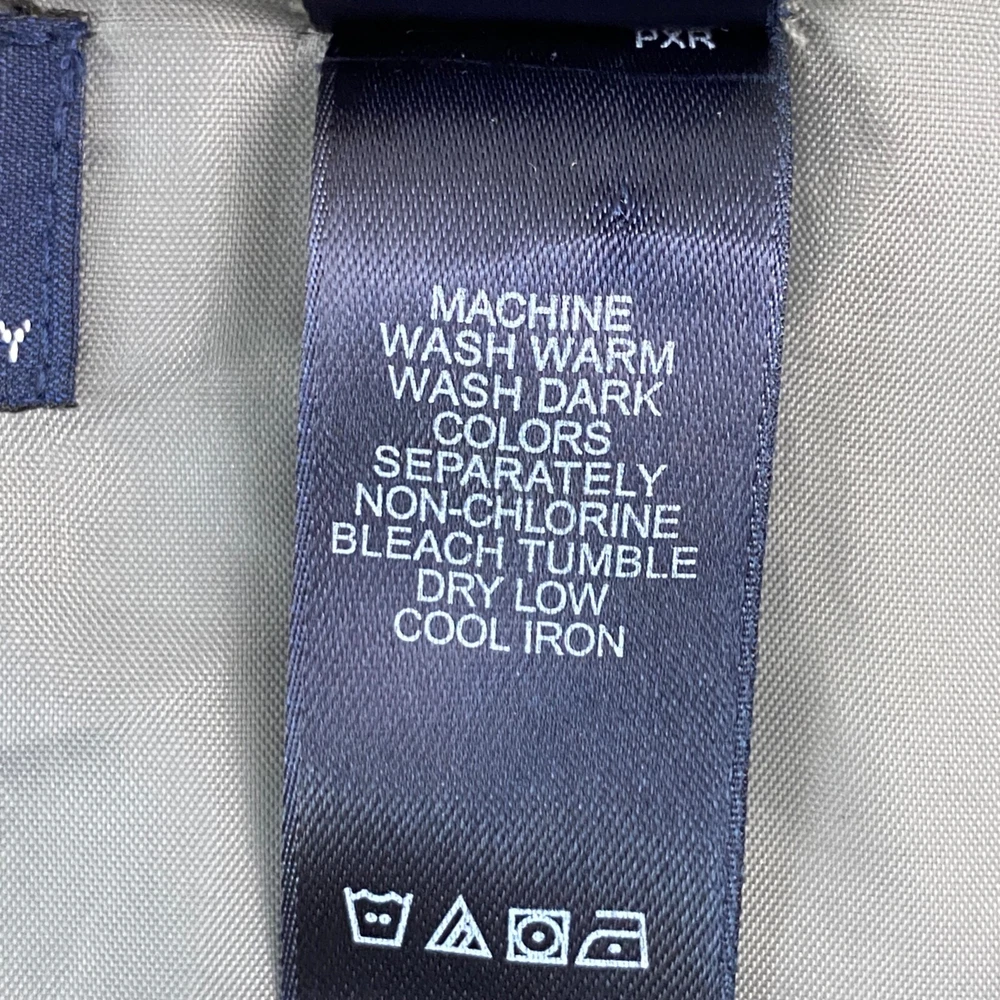 PXR
Y
MACHINE
WASH WARM
WASH DARK
COLORS
SEPARATELY
NON-CHLORINE
BLEACH TUMBLE
DRY LOW
COOL IRON